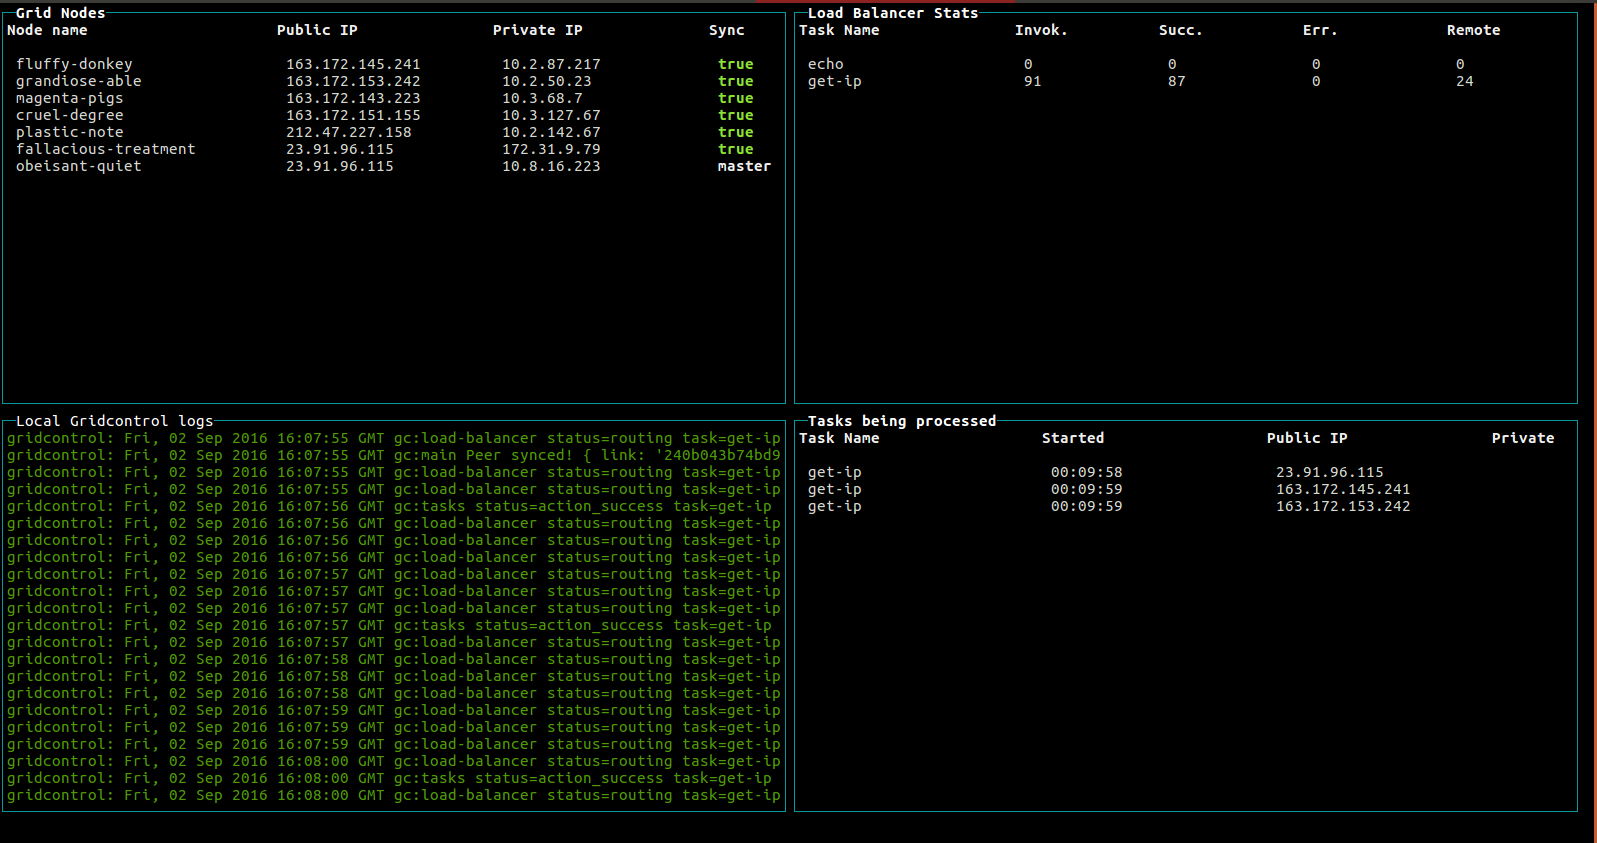 Grid Nodes
Node name Public IP Private IP Sync
fluffy-donkey 163.172.145.241 10.2.87.217 true
grandiose-able 163.172.153.242 10.2.50.23 true
magenta-pigs 163.172.143.223 10.3.68.7 true
cruel-degree 163.172.151.155 10.3.127.67 true
plastic-note 212.47.227.158 10.2.142.67 true
fallacious-treatment 23.91.96.115 172.31.9.79 true
obeisant-quiet 23.91.96.115 10.8.16.223 master
Load Balancer Stats
Task Name Invok. Succ. Err. Remote
echo 0 0 0 0
get-ip 91 87 0 24
Local Gridcontrol logs
gridcontrol: Fri, 02 Sep 2016 16:07:55 GMT gc:load-balancer status=routing task=get-ip
gridcontrol: Fri, 02 Sep 2016 16:07:55 GMT gc:main Peer synced! { link: '240b043b74bd9
gridcontrol: Fri, 02 Sep 2016 16:07:55 GMT gc:load-balancer status=routing task=get-ip
gridcontrol: Fri, 02 Sep 2016 16:07:55 GMT gc:load-balancer status=routing task=get-ip
gridcontrol: Fri, 02 Sep 2016 16:07:56 GMT gc:tasks status=action_success task=get-ip
gridcontrol: Fri, 02 Sep 2016 16:07:56 GMT gc:load-balancer status=routing task=get-ip
gridcontrol: Fri, 02 Sep 2016 16:07:56 GMT gc:load-balancer status=routing task=get-ip
gridcontrol: Fri, 02 Sep 2016 16:07:56 GMT gc:load-balancer status=routing task=get-ip
gridcontrol: Fri, 02 Sep 2016 16:07:57 GMT gc:load-balancer status=routing task=get-ip
gridcontrol: Fri, 02 Sep 2016 16:07:57 GMT gc:load-balancer status=routing task=get-ip
gridcontrol: Fri, 02 Sep 2016 16:07:57 GMT gc:load-balancer status=routing task=get-ip
gridcontrol: Fri, 02 Sep 2016 16:07:57 GMT gc:tasks status=action_success task=get-ip
gridcontrol: Fri, 02 Sep 2016 16:07:57 GMT gc:load-balancer status=routing task=get-ip
gridcontrol: Fri, 02 Sep 2016 16:07:58 GMT gc:load-balancer status=routing task=get-ip
gridcontrol: Fri, 02 Sep 2016 16:07:58 GMT gc:load-balancer status=routing task=get-ip
gridcontrol: Fri, 02 Sep 2016 16:07:58 GMT gc:load-balancer status=routing task=get-ip
gridcontrol: Fri, 02 Sep 2016 16:07:59 GMT gc:load-balancer status=routing task=get-ip
gridcontrol: Fri, 02 Sep 2016 16:07:59 GMT gc:load-balancer status=routing task=get-ip
gridcontrol: Fri, 02 Sep 2016 16:07:59 GMT gc:load-balancer status=routing task=get-ip
gridcontrol: Fri, 02 Sep 2016 16:08:00 GMT gc:load-balancer status=routing task=get-ip
gridcontrol: Fri, 02 Sep 2016 16:08:00 GMT gc:tasks status=action_success task=get-ip
gridcontrol: Fri, 02 Sep 2016 16:08:00 GMT gc:load-balancer status=routing task=get-ip
Tasks being processed
Task Name Started Public IP Private
get-ip 00:09:58 23.91.96.115
get-ip 00:09:59 163.172.145.241
get-ip 00:09:59 163.172.153.242